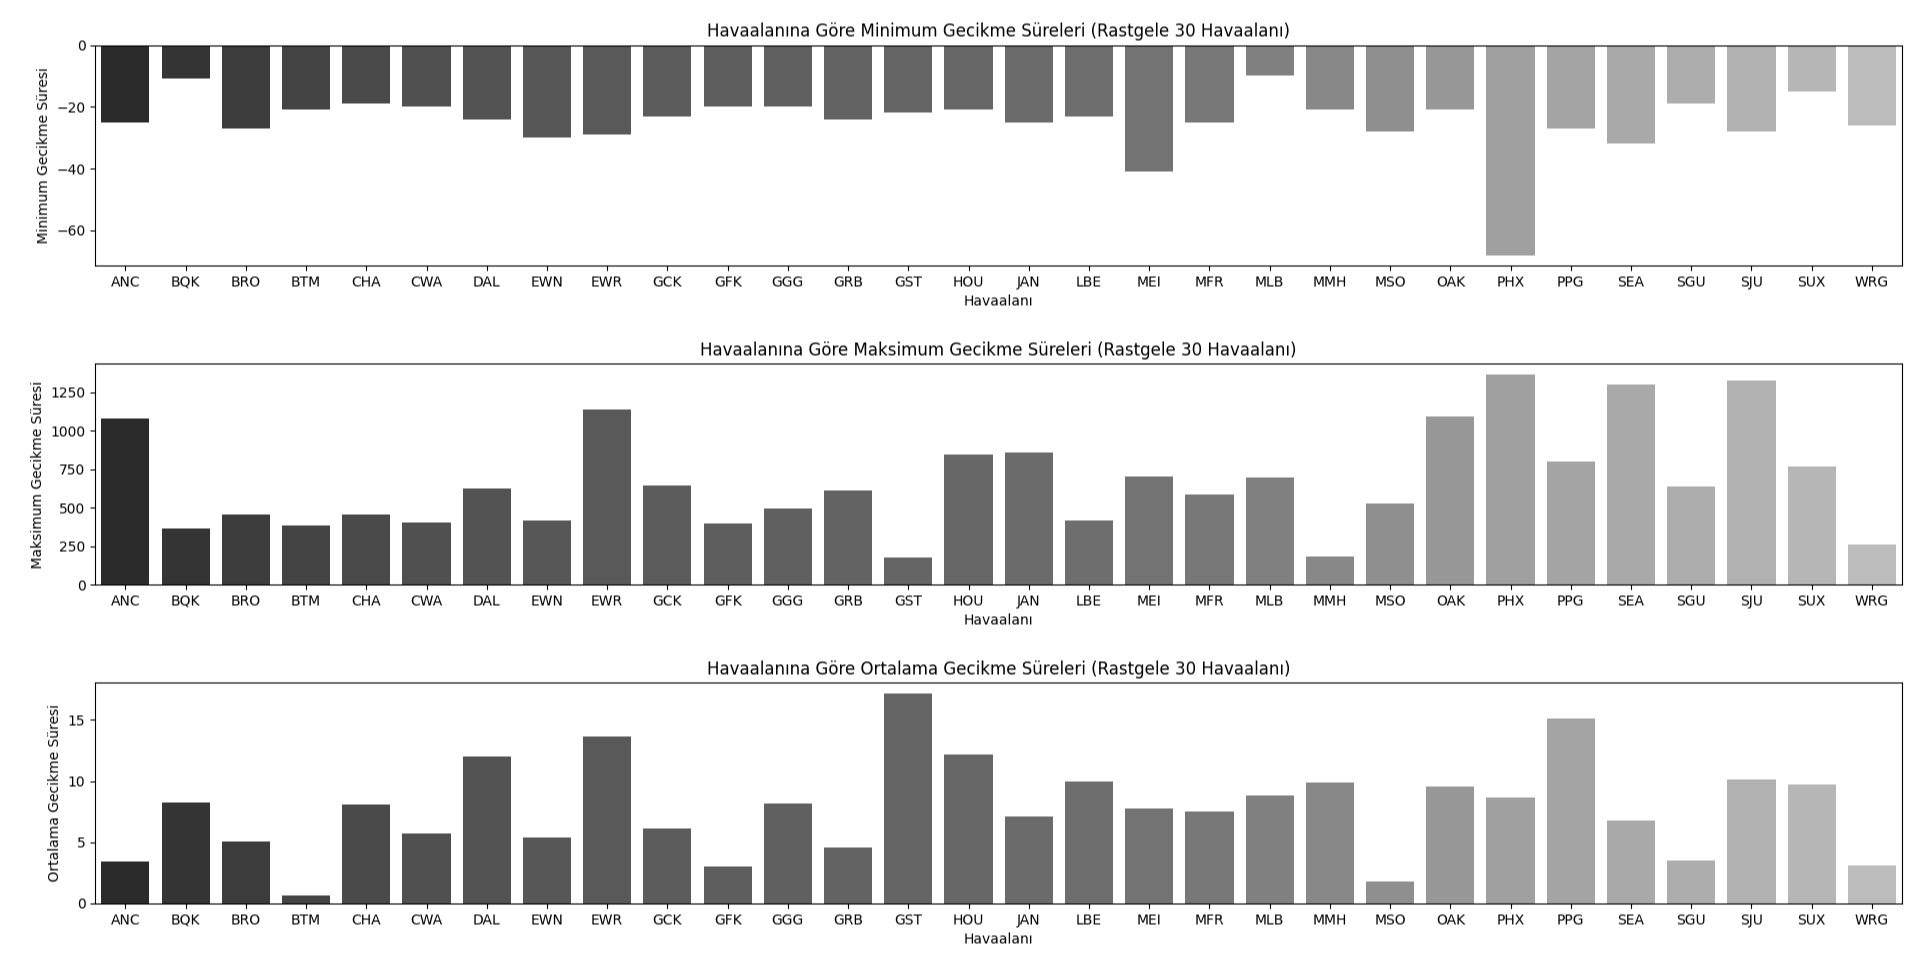 Havaalanına Göre Minimum Gecikme Süreleri (Rastgele 30 Havaalanı)
Minimum Gecikme Süresi
0
−20
−40
−60
ANC BQK BRO BTM CHA CWA DAL EWN EWR GCK GFK GGG GRB GST HOU JAN LBE MEI MFR MLB MMH MSO OAK PHX PPG SEA SGU SJU SUX WRG
Havaalanı
Havaalanına Göre Maksimum Gecikme Süreleri (Rastgele 30 Havaalanı)
Maksimum Gecikme Süresi
1250
1000
750
500
250
0
ANC BQK BRO BTM CHA CWA DAL EWN EWR GCK GFK GGG GRB GST HOU JAN LBE MEI MFR MLB MMH MSO OAK PHX PPG SEA SGU SJU SUX WRG
Havaalanı
Havaalanına Göre Ortalama Gecikme Süreleri (Rastgele 30 Havaalanı)
Ortalama Gecikme Süresi
15
10
5
0
ANC BQK BRO BTM CHA CWA DAL EWN EWR GCK GFK GGG GRB GST HOU JAN LBE MEI MFR MLB MMH MSO OAK PHX PPG SEA SGU SJU SUX WRG
Havaalanı